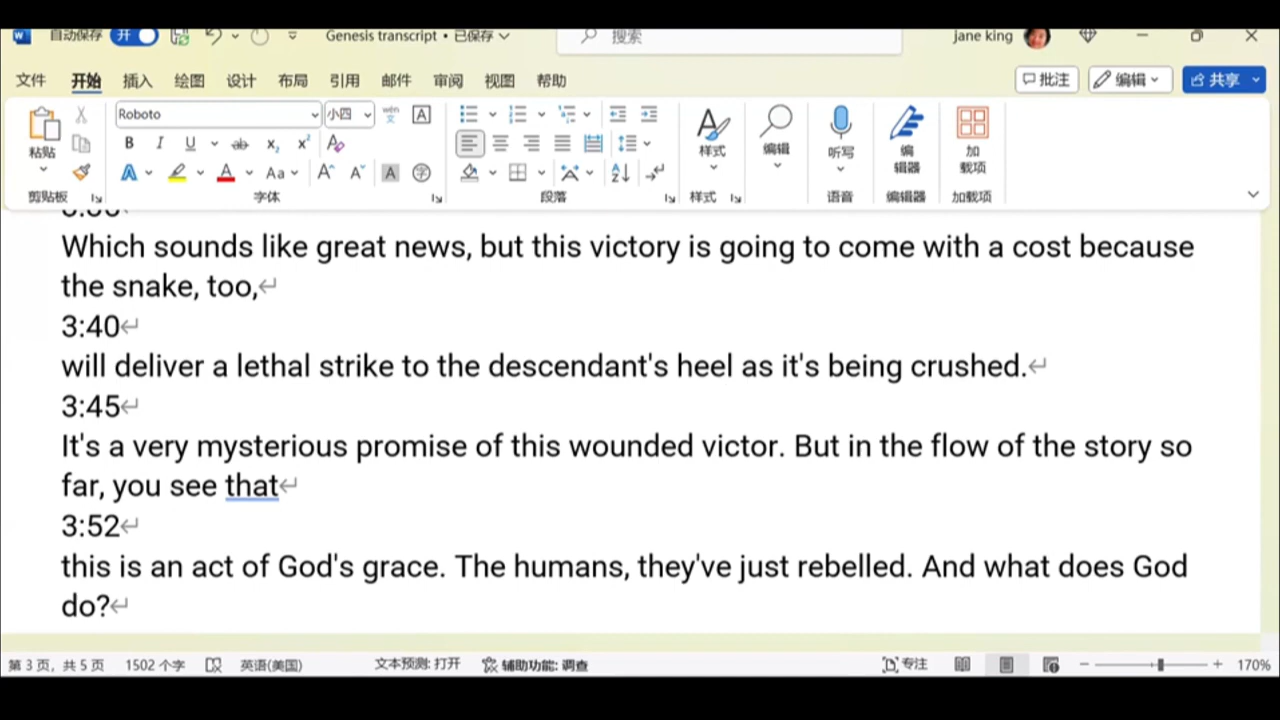 自动保存 开 Genesis transcript • 已保存 搜索 jane king
文件 开始 插入 绘图 设计 布局 引用 邮件 审阅 视图 帮助 批注 编辑 共享
Roboto 小四 wén 文 A
粘贴 B I U ab x₂ x² A 样式 编辑 听写 编辑器 加载项
A A Aa A A A 字
剪贴板 字体 段落 样式 语音 编辑器 加载项
Which sounds like great news, but this victory is going to come with a cost because
the snake, too,
3:40
will deliver a lethal strike to the descendant's heel as it's being crushed.
3:45
It's a very mysterious promise of this wounded victor. But in the flow of the story so
far, you see that
3:52
this is an act of God's grace. The humans, they've just rebelled. And what does God
do?
第 3 页, 共 5 页 1502 个字 英语(美国) 文本预测: 打开 辅助功能: 调查 专注 170%